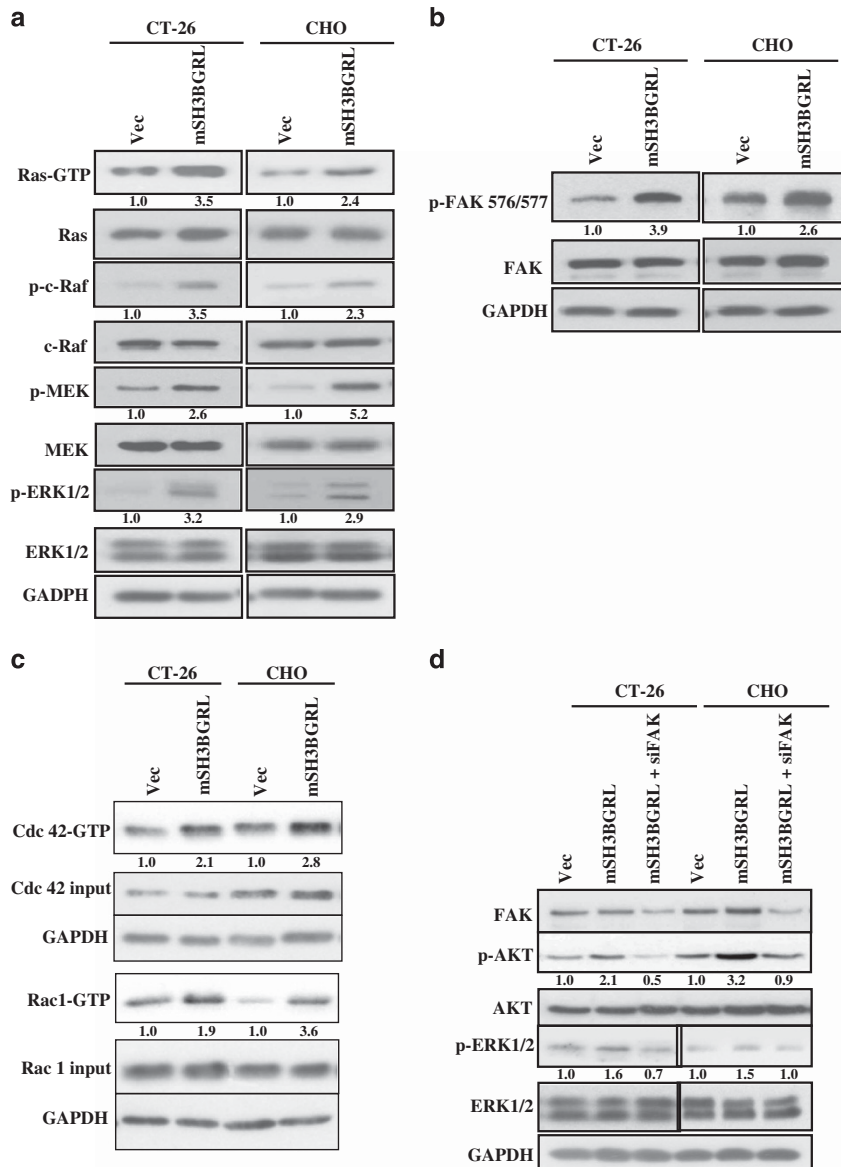 a
CT-26 CHO
Vec mSH3BGRL Vec mSH3BGRL
Ras-GTP
1.0 3.5 1.0 2.4
Ras
p-c-Raf
1.0 3.5 1.0 2.3
c-Raf
p-MEK
1.0 2.6 1.0 5.2
MEK
p-ERK1/2
1.0 3.2 1.0 2.9
ERK1/2
GADPH
b
CT-26 CHO
Vec mSH3BGRL Vec mSH3BGRL
p-FAK 576/577
1.0 3.9 1.0 2.6
FAK
GAPDH
c
CT-26 CHO
Vec mSH3BGRL Vec mSH3BGRL
Cdc 42-GTP
1.0 2.1 1.0 2.8
Cdc 42 input
GAPDH
Rac1-GTP
1.0 1.9 1.0 3.6
Rac 1 input
GAPDH
d
CT-26 CHO
Vec mSH3BGRL mSH3BGRL + siFAK Vec mSH3BGRL mSH3BGRL + siFAK
FAK
p-AKT
1.0 2.1 0.5 1.0 3.2 0.9
AKT
p-ERK1/2
1.0 1.6 0.7 1.0 1.5 1.0
ERK1/2
GAPDH